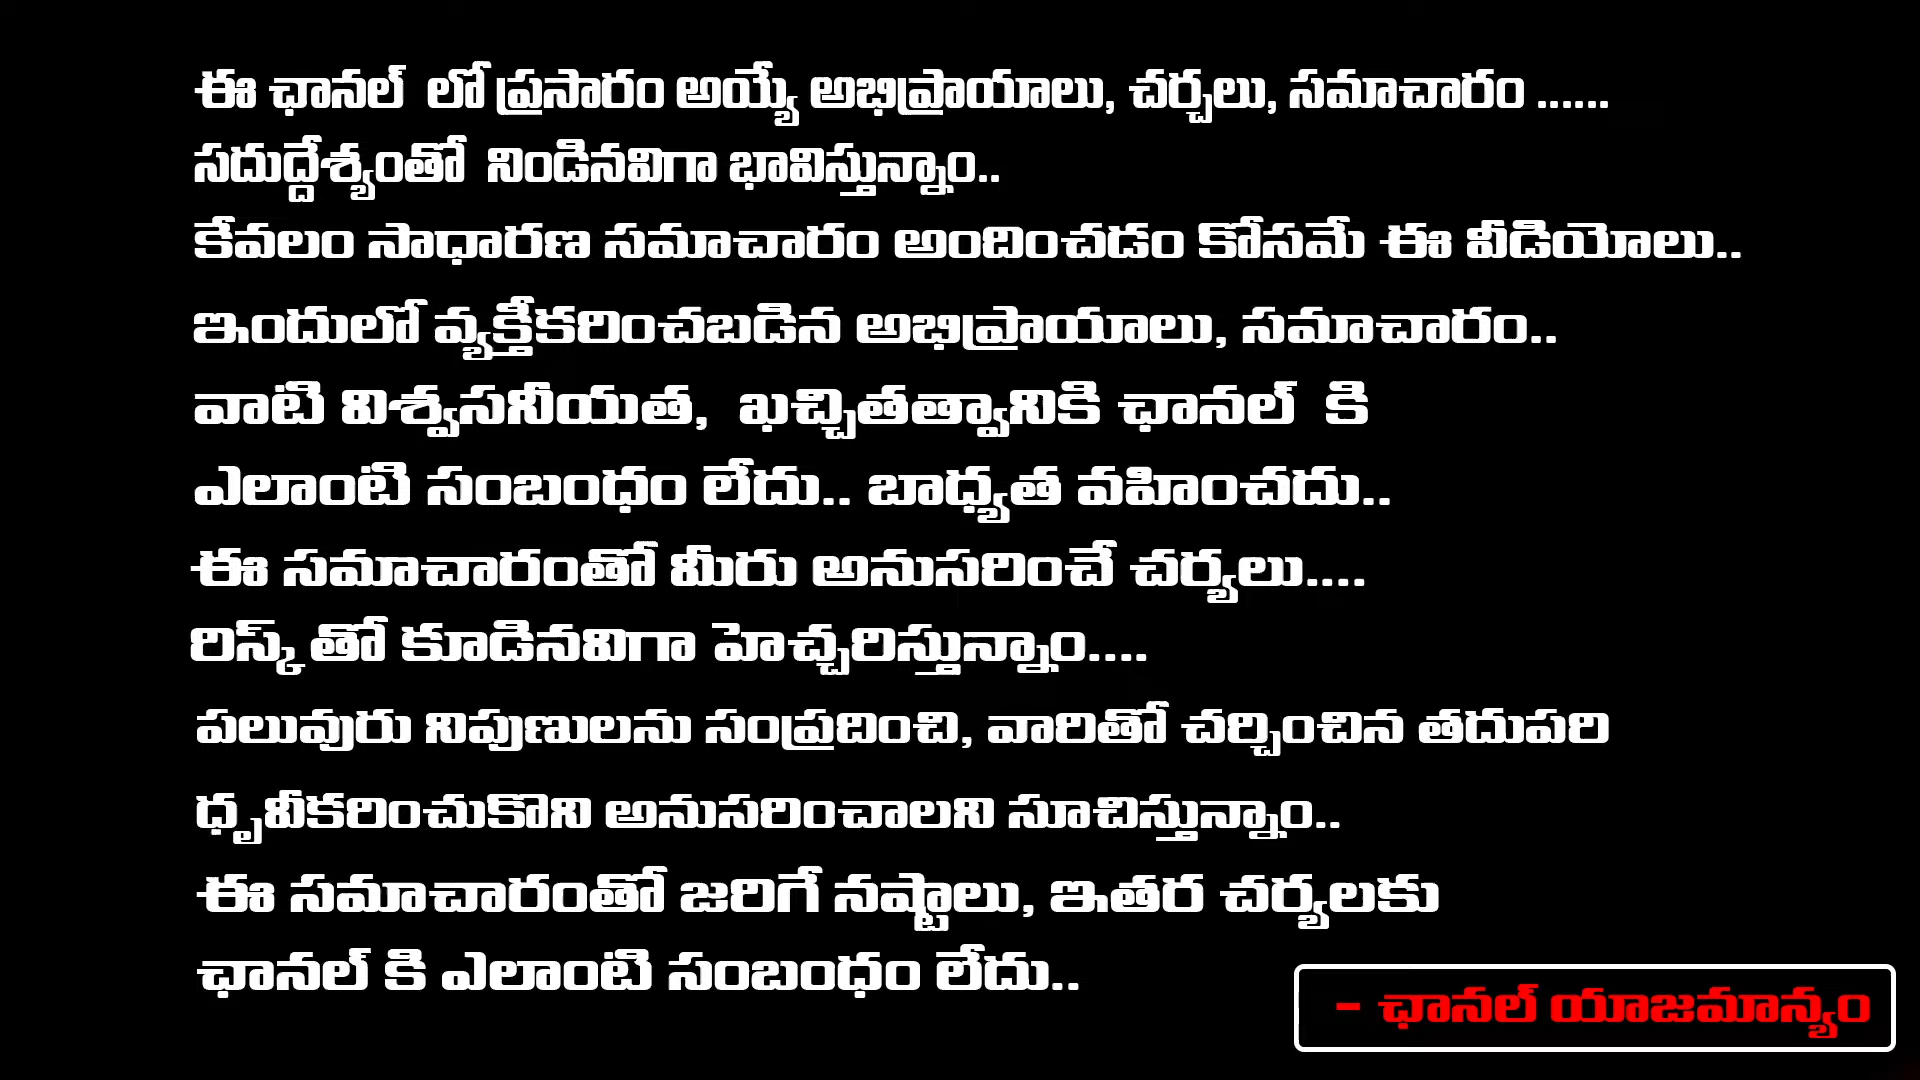 ఈ ఛానల్ లో ప్రసారం అయ్యే అభిప్రాయాలు, చర్చలు, సమాచారం ......
సదుద్దేశ్యంతో నిండినవిగా భావిస్తున్నాం..
కేవలం సాధారణ సమాచారం అందించడం కోసమే ఈ వీడియోలు..
ఇందులో వ్యక్తీకరించబడిన అభిప్రాయాలు, సమాచారం..
వాటి విశ్వసనీయత, ఖచ్చితత్వానికి ఛానల్ కి
ఎలాంటి సంబంధం లేదు.. బాధ్యత వహించదు..
ఈ సమాచారంతో మీరు అనుసరించే చర్యలు....
రిస్క్ తో కూడినవిగా హెచ్చరిస్తున్నాం....
పలువురు నిపుణులను సంప్రదించి, వారితో చర్చించిన తదుపరి
ధృవీకరించుకొని అనుసరించాలని సూచిస్తున్నాం..
ఈ సమాచారంతో జరిగే నష్టాలు, ఇతర చర్యలకు
ఛానల్ కి ఎలాంటి సంబంధం లేదు..
- ఛానల్ యాజమాన్యం